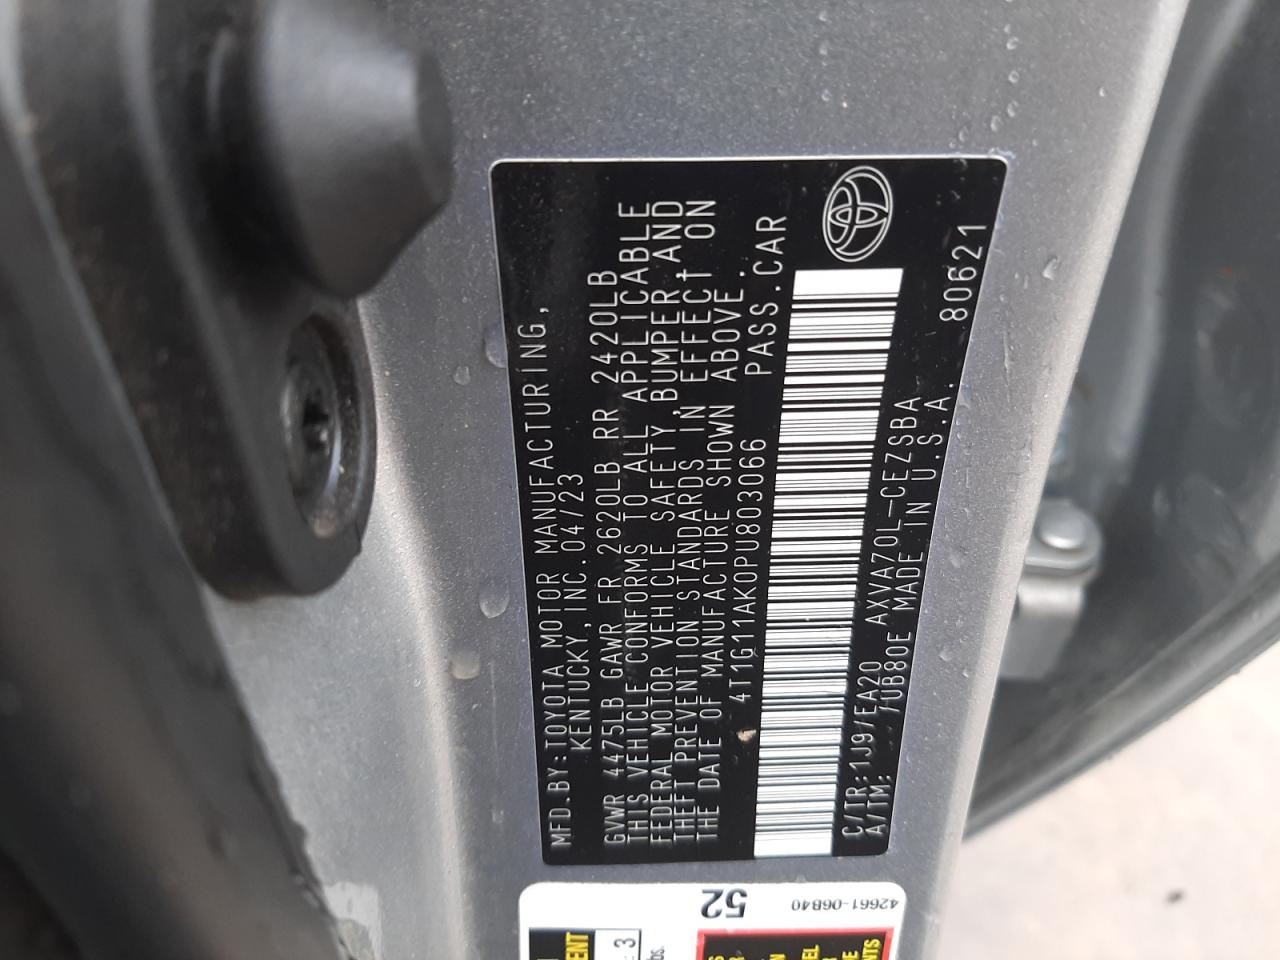 MFD.BY:TOYOTA MOTOR MANUFACTURING,
KENTUCKY,INC.04/23
GVWR 4475LB GAWR FR 2620LB RR 2420LB
THIS VEHICLE CONFORMS TO ALL APPLICABLE
FEDERAL MOTOR VEHICLE SAFETY,BUMPER,AND
THEFT PREVENTION STANDARDS IN EFFECT ON
THE DATE OF MANUFACTURE SHOWN ABOVE.
4T1G11AK0PU803066 PASS.CAR
C/TR:1J9/EA20 AXVA70L-CEZSBA
A/TM: /UB80E MADE IN U.S.A. 80621
52
42661-06B40
3